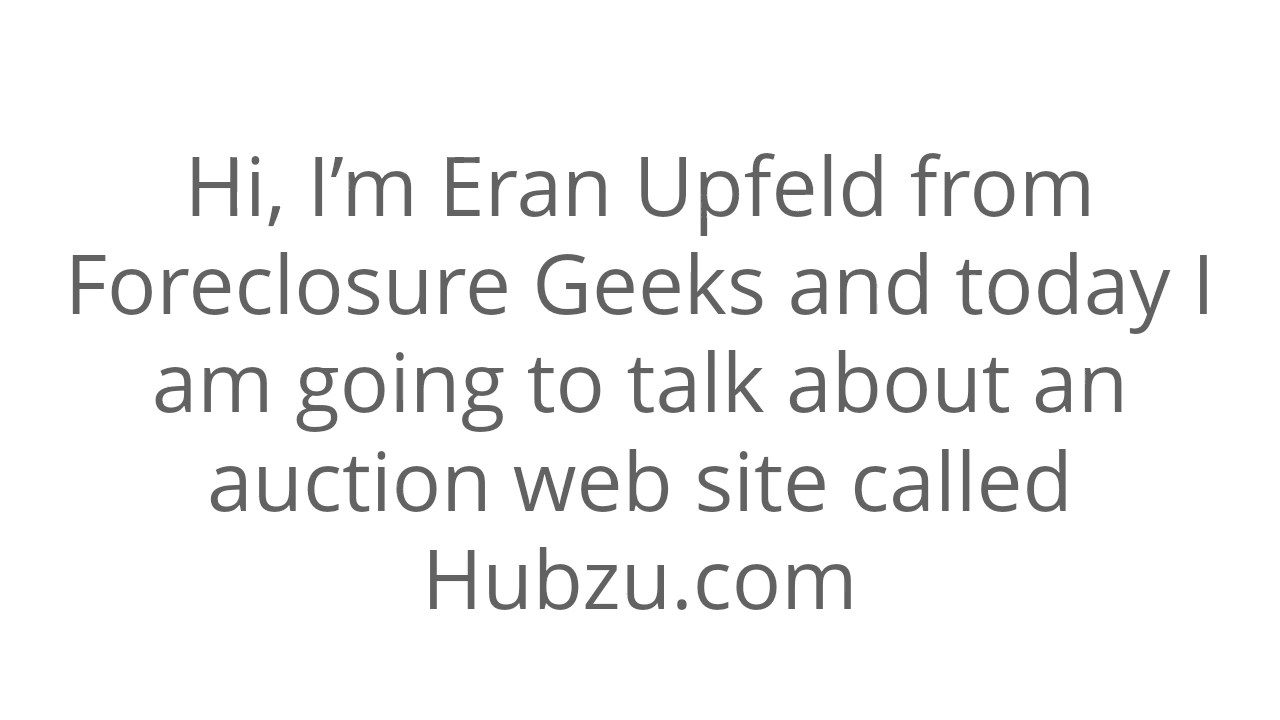 Hi, I’m Eran Upfeld from
Foreclosure Geeks and today I
am going to talk about an
auction web site called
Hubzu.com